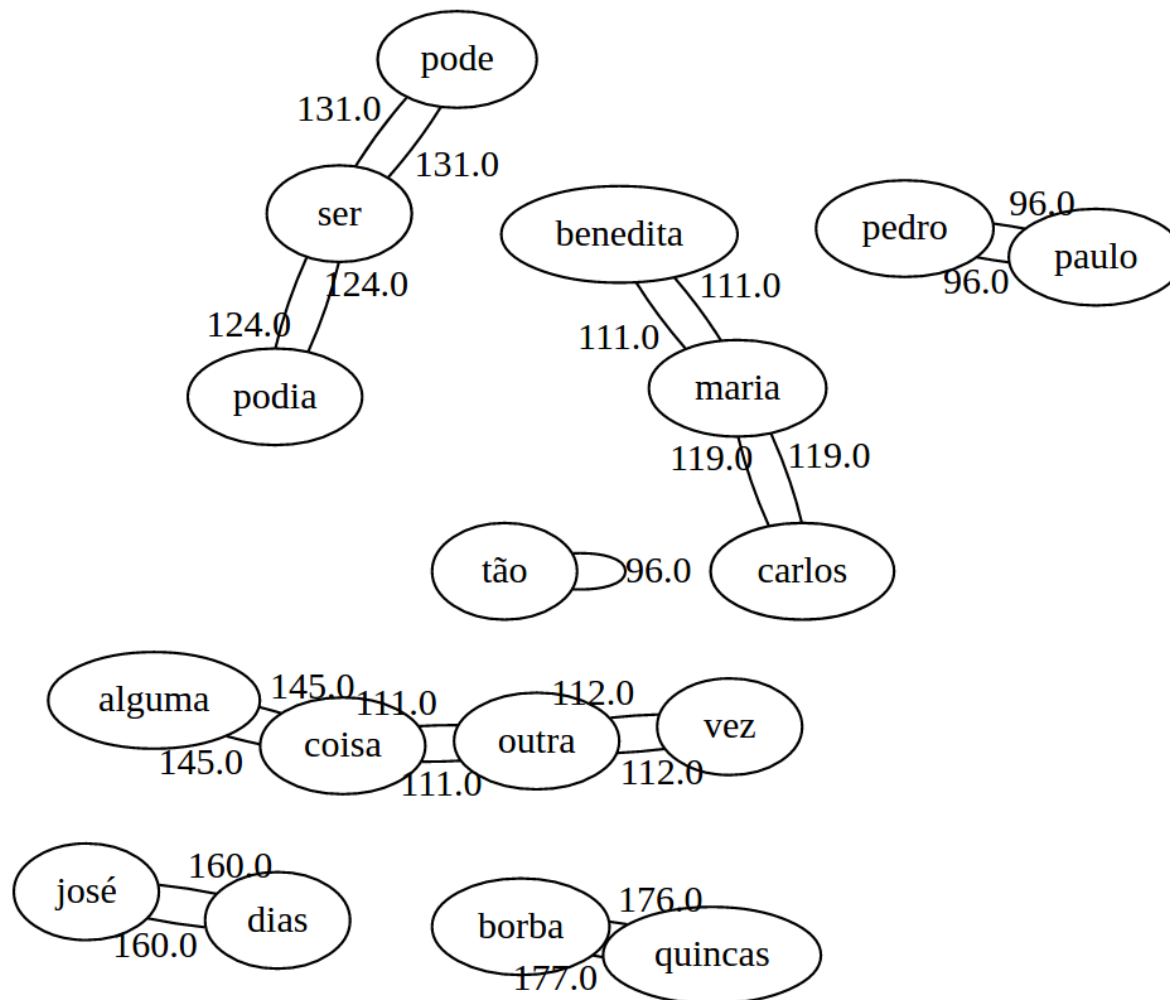 pode
131.0
131.0
ser
124.0
124.0
podia
benedita
111.0
111.0
maria
119.0
119.0
carlos
pedro
96.0
96.0
paulo
tão
96.0
alguma
145.0
145.0
coisa
111.0
111.0
outra
112.0
112.0
vez
josé
160.0
160.0
dias
borba
176.0
177.0
quincas